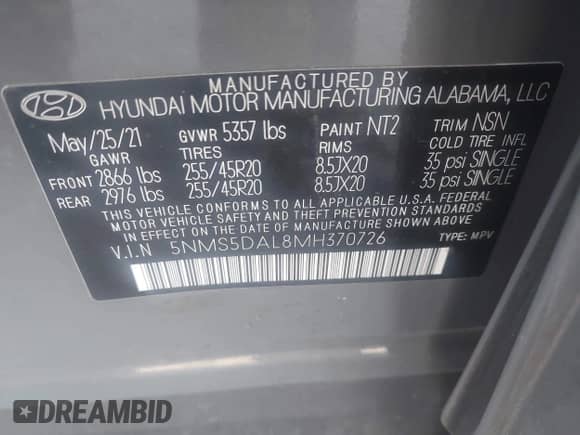 MANUFACTURED BY
HYUNDAI MOTOR MANUFACTURING ALABAMA, LLC
May/25/21 GVWR 5357 lbs PAINT NT2 TRIM NSN
GAWR TIRES RIMS COLD TIRE INFL
FRONT 2866 lbs 255/45R20 8.5JX20 35 psi SINGLE
REAR 2976 lbs 255/45R20 8.5JX20 35 psi SINGLE
THIS VEHICLE CONFORMS TO ALL APPLICABLE U.S.A. FEDERAL
MOTOR VEHICLE SAFETY AND THEFT PREVENTION STANDARDS
IN EFFECT ON THE DATE OF MANUFACTURE SHOWN ABOVE.
V.I.N 5NMS5DAL8MH370726 TYPE: MPV
DREAMBID